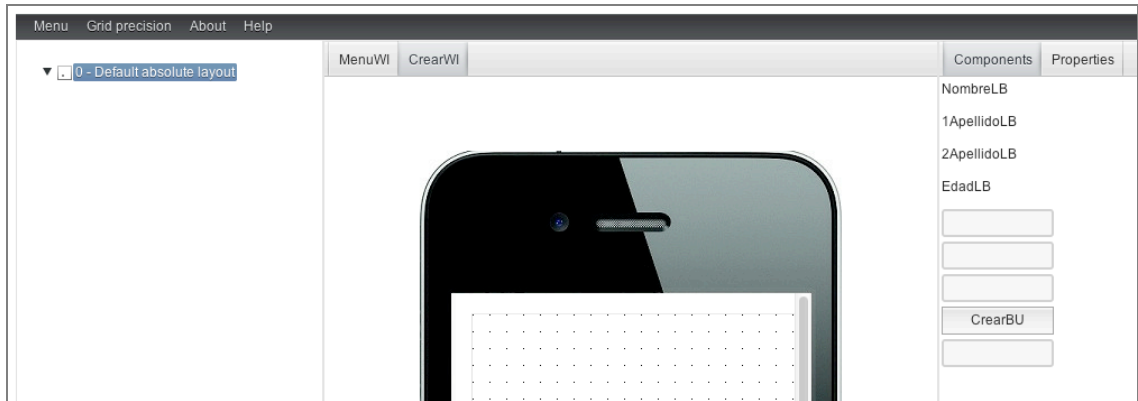 Menu Grid precision About Help
0 - Default absolute layout
MenuWI CrearWI
Components Properties
NombreLB
1ApellidoLB
2ApellidoLB
EdadLB
CrearBU